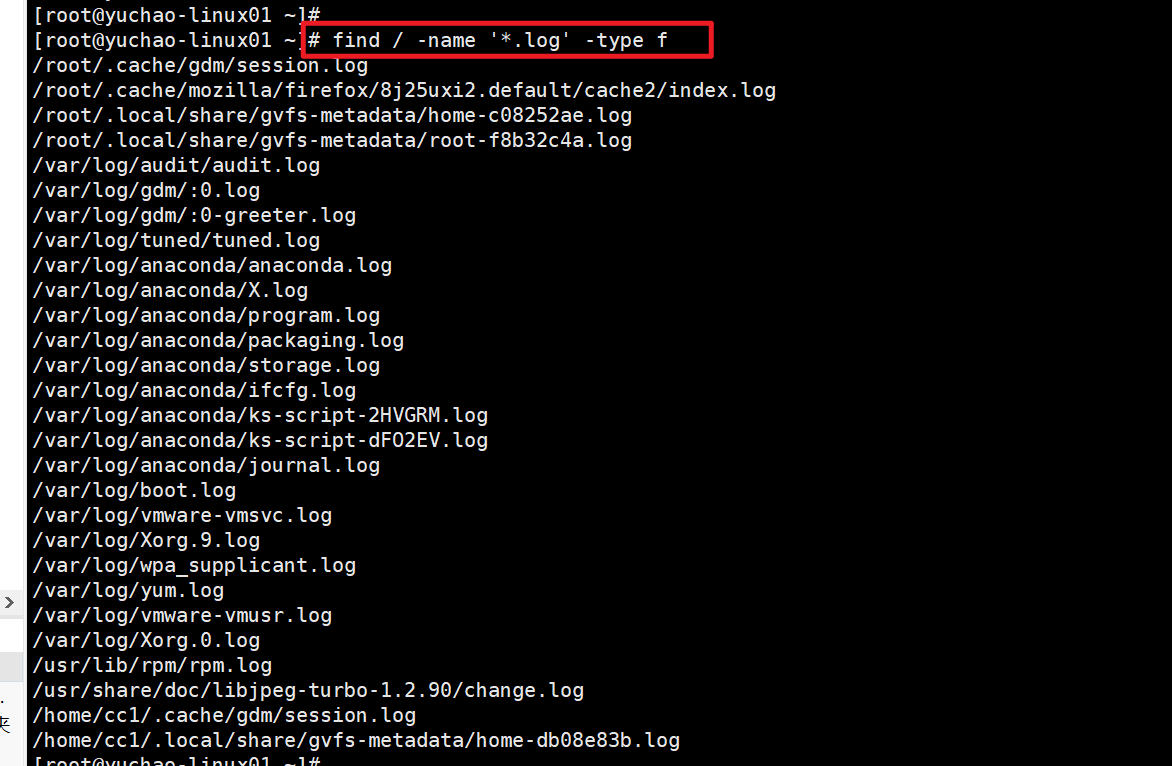 [root@yuchao-linux01 ~]#
[root@yuchao-linux01 ~]# find / -name '*.log' -type f
/root/.cache/gdm/session.log
/root/.cache/mozilla/firefox/8j25uxi2.default/cache2/index.log
/root/.local/share/gvfs-metadata/home-c08252ae.log
/root/.local/share/gvfs-metadata/root-f8b32c4a.log
/var/log/audit/audit.log
/var/log/gdm/:0.log
/var/log/gdm/:0-greeter.log
/var/log/tuned/tuned.log
/var/log/anaconda/anaconda.log
/var/log/anaconda/X.log
/var/log/anaconda/program.log
/var/log/anaconda/packaging.log
/var/log/anaconda/storage.log
/var/log/anaconda/ifcfg.log
/var/log/anaconda/ks-script-2HVGRM.log
/var/log/anaconda/ks-script-dFO2EV.log
/var/log/anaconda/journal.log
/var/log/boot.log
/var/log/vmware-vmsvc.log
/var/log/Xorg.9.log
/var/log/wpa_supplicant.log
/var/log/yum.log
/var/log/vmware-vmusr.log
/var/log/Xorg.0.log
/usr/lib/rpm/rpm.log
/usr/share/doc/libjpeg-turbo-1.2.90/change.log
/home/cc1/.cache/gdm/session.log
/home/cc1/.local/share/gvfs-metadata/home-db08e83b.log
[root@yuchao-linux01 ~]#